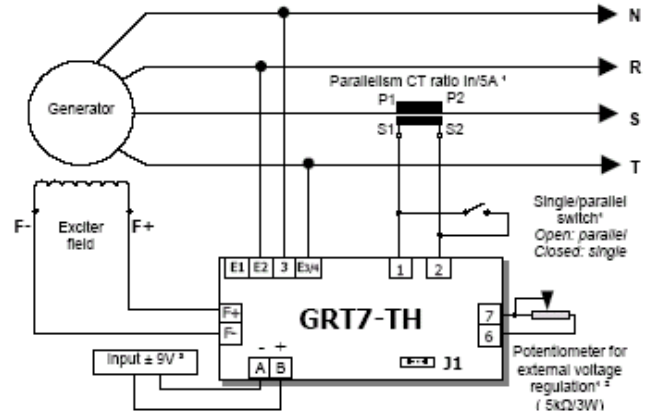 N
R
Parallelism CT ratio In/5A ¹
P1 P2
Generator
S
S1 S2
T
Single/parallel
switch¹
Open: parallel
Closed: single
F- Exciter F+
field
E1 E2 3 E3/4 1 2
F+
GRT7-TH
7
F-
6
Input ± 9V ²
- +
A B
J1
Potentiometer for
external voltage
regulation¹ ²
( 5kΩ/3W)